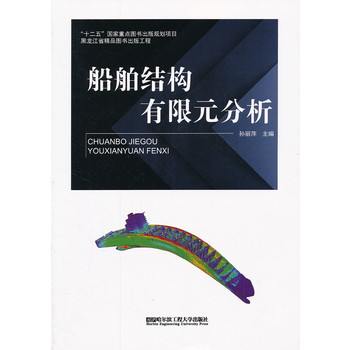 “十二五”国家重点图书出版规划项目
黑龙江省精品图书出版工程
船舶结构
有限元分析
CHUANBO JIEGOU
YOUXIANYUAN FENXI
孙丽萍 主编
哈尔滨工程大学出版社
Harbin Engineering University Press